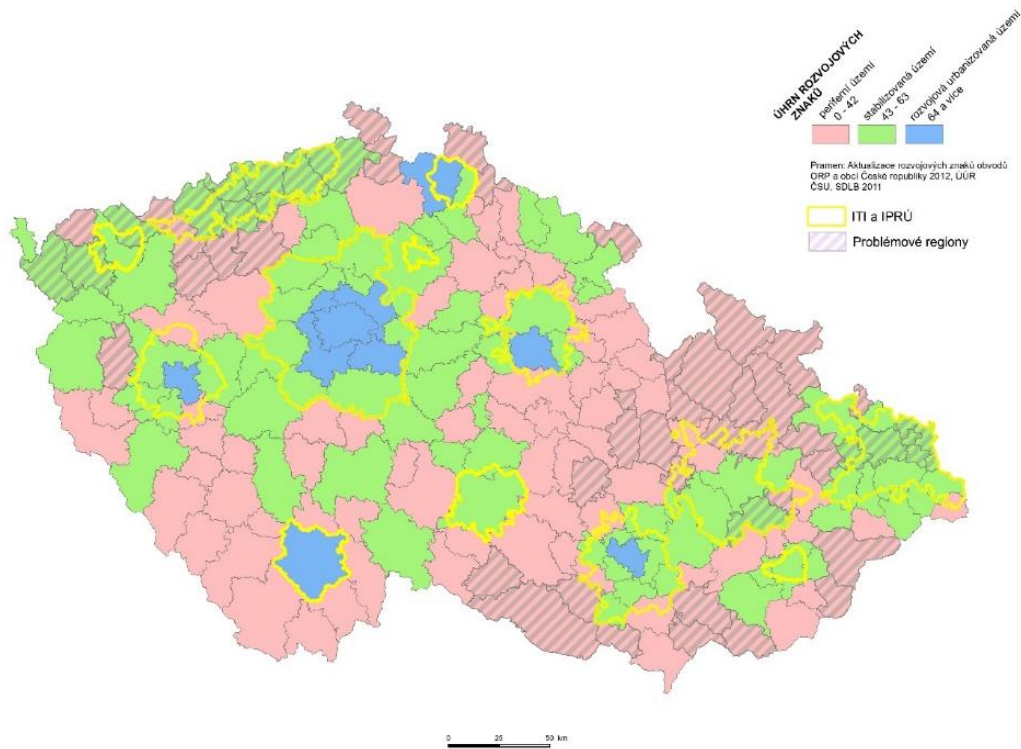 ÚHRN ROZVOJOVÝCH
ZNAKŮ
periferní území
0 - 42
stabilizovaná území
43 - 63
rozvojová urbanizovaná území
64 a více
Pramen: Aktualizace rozvojových znaků obvodů
ORP a obcí České republiky 2012, ÚÚR
ČSÚ, SDLB 2011
ITI a IPRÚ
Problémové regiony
0 25 50 km